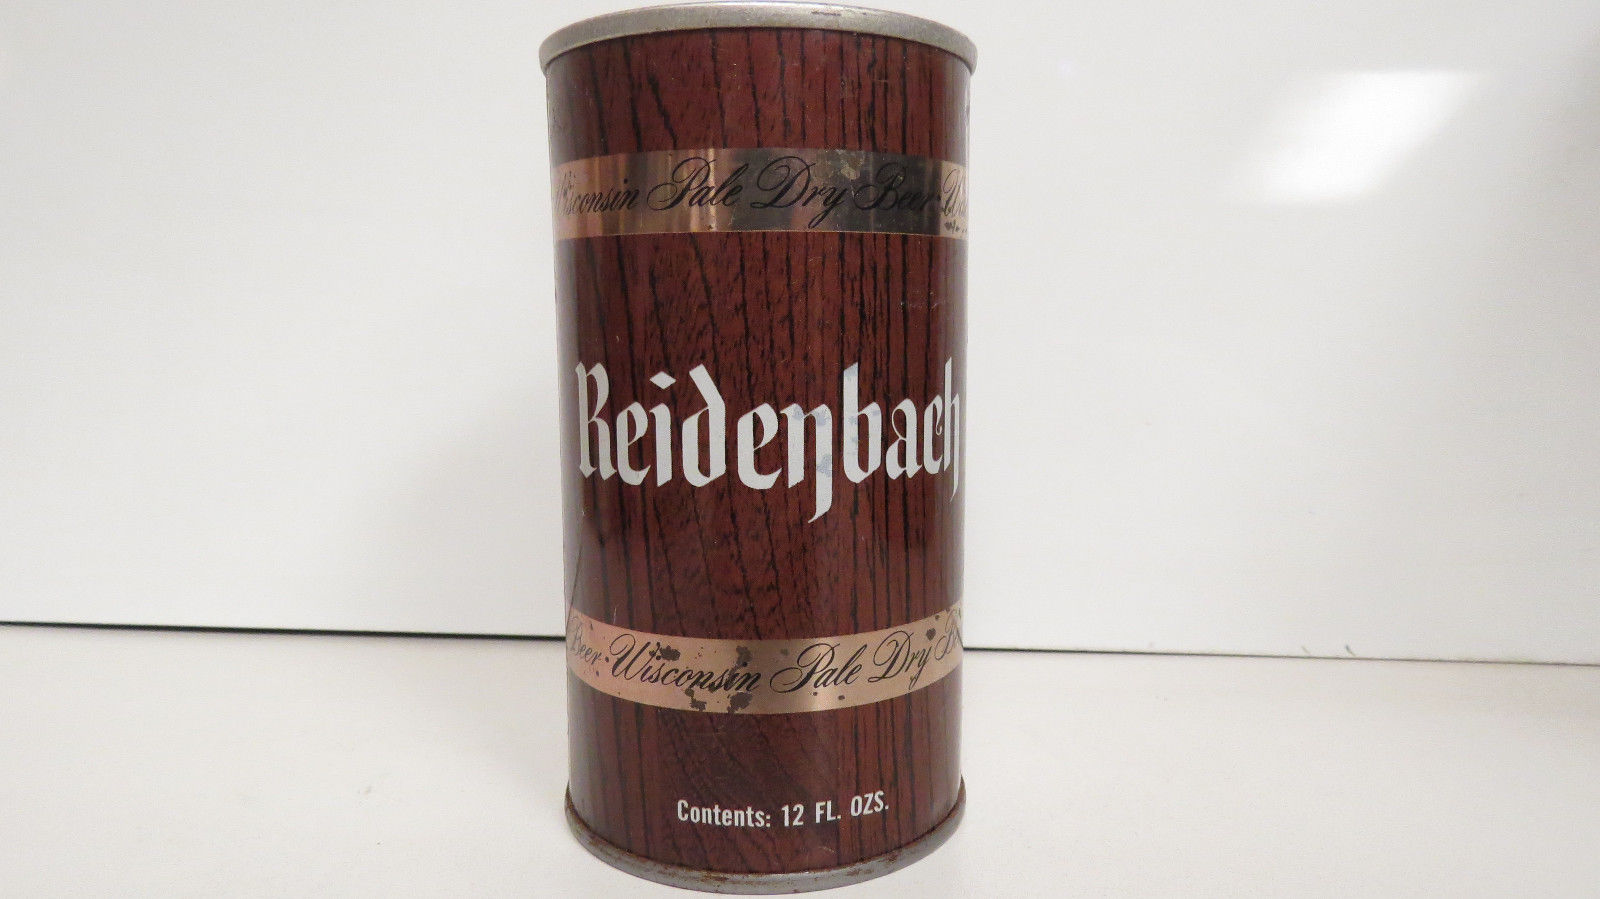 Wisconsin Pale Dry Beer
Reidenbach
Beer · Wisconsin Pale Dry
Contents: 12 FL. OZS.